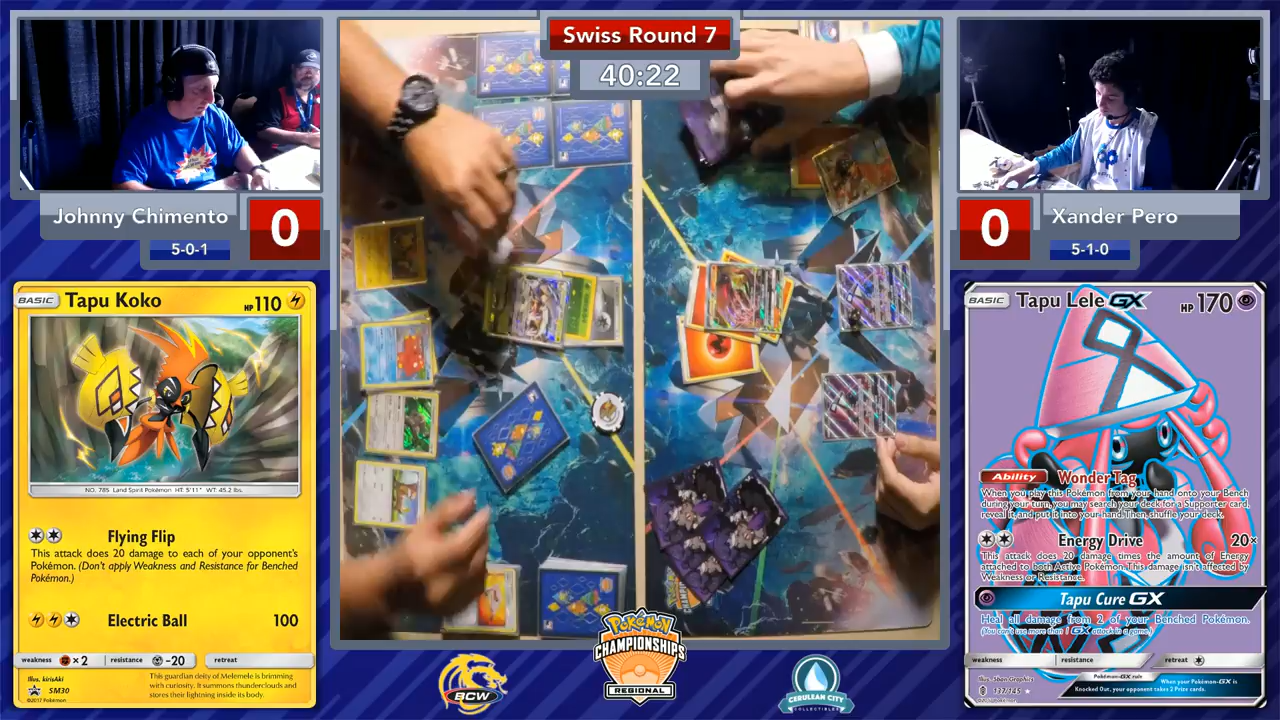 Swiss Round 7
40:22
Johnny Chimento
0
5-0-1
0
Xander Pero
5-1-0
BASIC Tapu Koko HP110
NO. 785 Land Spirit Pokémon HT: 5'11" WT: 45.2 lbs.
Flying Flip
This attack does 20 damage to each of your opponent's
Pokémon. (Don't apply Weakness and Resistance for Benched
Pokémon.)
Electric Ball 100
weakness ×2 resistance -20 retreat
Illus. kirisAki
SM30
©2017 Pokémon
This guardian deity of Melemele is brimming
with curiosity. It summons thunderclouds and
stores their lightning inside its body.
BASIC Tapu Lele GX HP170
Ability Wonder Tag
When you play this Pokémon from your hand onto your Bench
during your turn, you may search your deck for a Supporter card,
reveal it, and put it into your hand. Then, shuffle your deck.
Energy Drive 20×
This attack does 20 damage times the amount of Energy
attached to both Active Pokémon. This damage isn't affected by
Weakness or Resistance.
Tapu Cure GX
Heal all damage from 2 of your Benched Pokémon.
(You can't use more than 1 GX attack in a game.)
weakness resistance retreat
Pokémon-GX rule
When your Pokémon-GX is
Knocked Out, your opponent takes 2 Prize cards.
137/145
Pokémon
CHAMPIONSHIPS
REGIONAL
BCW
CERULEAN CITY
COLLECTIBLES